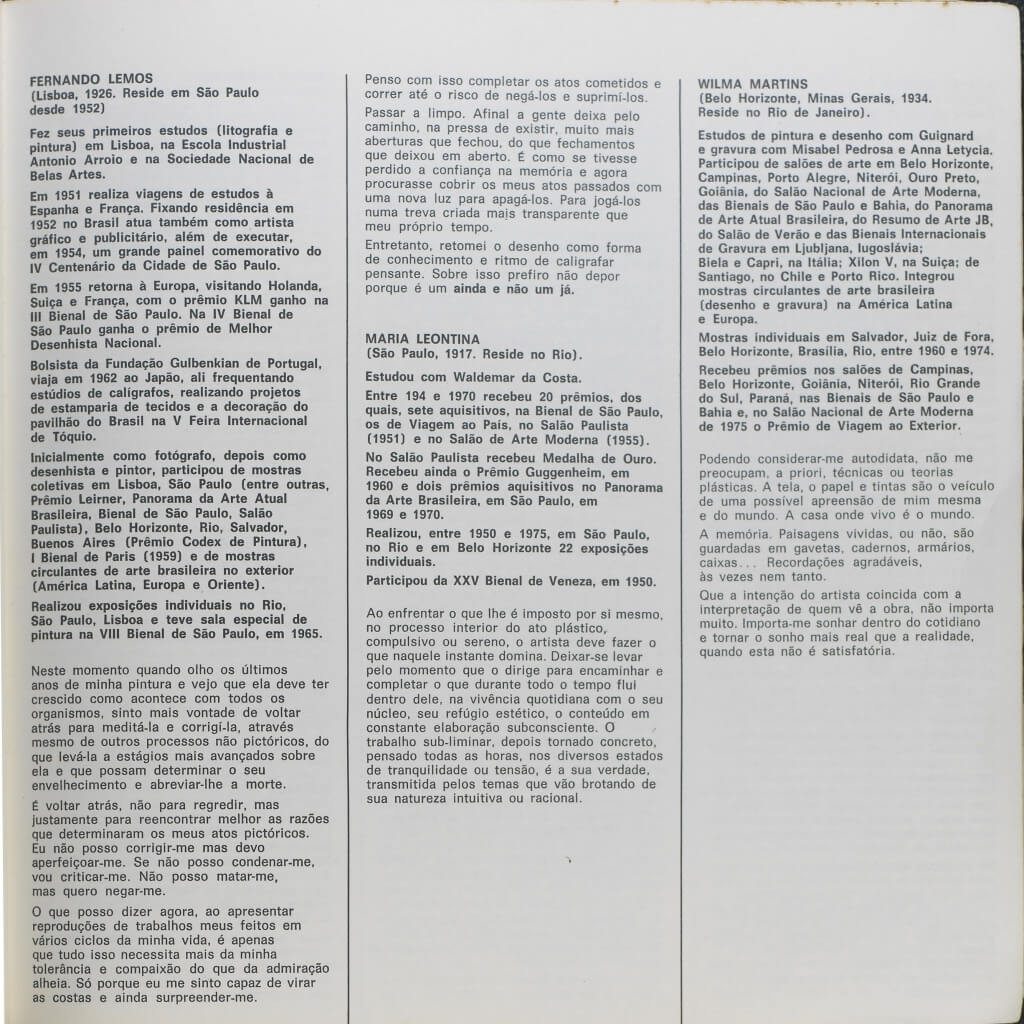 FERNANDO LEMOS
(Lisboa, 1926. Reside em São Paulo
desde 1952)
Fez seus primeiros estudos (litografia e
pintura) em Lisboa, na Escola Industrial
Antonio Arroio e na Sociedade Nacional de
Belas Artes.
Em 1951 realiza viagens de estudos à
Espanha e França. Fixando residência em
1952 no Brasil atua também como artista
gráfico e publicitário, além de executar,
em 1954, um grande painel comemorativo do
IV Centenário da Cidade de São Paulo.
Em 1955 retorna à Europa, visitando Holanda,
Suiça e França, com o prêmio KLM ganho na
III Bienal de São Paulo. Na IV Bienal de
São Paulo ganha o prêmio de Melhor
Desenhista Nacional.
Bolsista da Fundação Gulbenkian de Portugal,
viaja em 1962 ao Japão, ali frequentando
estúdios de calígrafos, realizando projetos
de estamparia de tecidos e a decoração do
pavilhão do Brasil na V Feira Internacional
de Tóquio.
Inicialmente como fotógrafo, depois como
desenhista e pintor, participou de mostras
coletivas em Lisboa, São Paulo (entre outras,
Prêmio Leirner, Panorama da Arte Atual
Brasileira, Bienal de São Paulo, Salão
Paulista), Belo Horizonte, Rio, Salvador,
Buenos Aires (Prêmio Codex de Pintura),
I Bienal de Paris (1959) e de mostras
circulantes de arte brasileira no exterior
(América Latina, Europa e Oriente).
Realizou exposições individuais no Rio,
São Paulo, Lisboa e teve sala especial de
pintura na VIII Bienal de São Paulo, em 1965.
Neste momento quando olho os últimos
anos de minha pintura e vejo que ela deve ter
crescido como acontece com todos os
organismos, sinto mais vontade de voltar
atrás para meditá-la e corrigí-la, através
mesmo de outros processos não pictóricos, do
que levá-la a estágios mais avançados sobre
ela e que possam determinar o seu
envelhecimento e abreviar-lhe a morte.
É voltar atrás, não para regredir, mas
justamente para reencontrar melhor as razões
que determinaram os meus atos pictóricos.
Eu não posso corrigir-me mas devo
aperfeiçoar-me. Se não posso condenar-me,
vou criticar-me. Não posso matar-me,
mas quero negar-me.
O que posso dizer agora, ao apresentar
reproduções de trabalhos meus feitos em
vários ciclos da minha vida, é apenas
que tudo isso necessita mais da minha
tolerância e compaixão do que da admiração
alheia. Só porque eu me sinto capaz de virar
as costas e ainda surpreender-me.
Penso com isso completar os atos cometidos e
correr até o risco de negá-los e suprimí-los.
Passar a limpo. Afinal a gente deixa pelo
caminho, na pressa de existir, muito mais
aberturas que fechou, do que fechamentos
que deixou em aberto. É como se tivesse
perdido a confiança na memória e agora
procurasse cobrir os meus atos passados com
uma nova luz para apagá-los. Para jogá-los
numa treva criada mais transparente que
meu próprio tempo.
Entretanto, retomei o desenho como forma
de conhecimento e ritmo de caligrafar
pensante. Sobre isso prefiro não depor
porque é um ainda e não um já.
MARIA LEONTINA
(São Paulo, 1917. Reside no Rio).
Estudou com Waldemar da Costa.
Entre 194 e 1970 recebeu 20 prêmios, dos
quais, sete aquisitivos, na Bienal de São Paulo,
os de Viagem ao País, no Salão Paulista
(1951) e no Salão de Arte Moderna (1955).
No Salão Paulista recebeu Medalha de Ouro.
Recebeu ainda o Prêmio Guggenheim, em
1960 e dois prêmios aquisitivos no Panorama
da Arte Brasileira, em São Paulo, em
1969 e 1970.
Realizou, entre 1950 e 1975, em São Paulo,
no Rio e em Belo Horizonte 22 exposições
individuais.
Participou da XXV Bienal de Veneza, em 1950.
Ao enfrentar o que lhe é imposto por si mesmo,
no processo interior do ato plástico,
compulsivo ou sereno, o artista deve fazer o
que naquele instante domina. Deixar-se levar
pelo momento que o dirige para encaminhar e
completar o que durante todo o tempo flui
dentro dele, na vivência quotidiana com o seu
núcleo, seu refúgio estético, o conteúdo em
constante elaboração subconsciente. O
trabalho sub-liminar, depois tornado concreto,
pensado todas as horas, nos diversos estados
de tranquilidade ou tensão, é a sua verdade,
transmitida pelos temas que vão brotando de
sua natureza intuitiva ou racional.
WILMA MARTINS
(Belo Horizonte, Minas Gerais, 1934.
Reside no Rio de Janeiro).
Estudos de pintura e desenho com Guignard
e gravura com Misabel Pedrosa e Anna Letycia.
Participou de salões de arte em Belo Horizonte,
Campinas, Porto Alegre, Niterói, Ouro Preto,
Goiânia, do Salão Nacional de Arte Moderna,
das Bienais de São Paulo e Bahia, do Panorama
de Arte Atual Brasileira, do Resumo de Arte JB,
do Salão de Verão e das Bienais Internacionais
de Gravura em Ljubljana, Iugoslávia;
Biela e Capri, na Itália; Xilon V, na Suiça; de
Santiago, no Chile e Porto Rico. Integrou
mostras circulantes de arte brasileira
(desenho e gravura) na América Latina
e Europa.
Mostras individuais em Salvador, Juiz de Fora,
Belo Horizonte, Brasília, Rio, entre 1960 e 1974.
Recebeu prêmios nos salões de Campinas,
Belo Horizonte, Goiânia, Niterói, Rio Grande
do Sul, Paraná, nas Bienais de São Paulo e
Bahia e, no Salão Nacional de Arte Moderna
de 1975 o Prêmio de Viagem ao Exterior.
Podendo considerar-me autodidata, não me
preocupam, a priori, técnicas ou teorias
plásticas. A tela, o papel e tintas são o veículo
de uma possível apreensão de mim mesma
e do mundo. A casa onde vivo é o mundo.
A memória. Paisagens vividas, ou não, são
guardadas em gavetas, cadernos, armários,
caixas... Recordações agradáveis,
às vezes nem tanto.
Que a intenção do artista coincida com a
interpretação de quem vê a obra, não importa
muito. Importa-me sonhar dentro do cotidiano
e tornar o sonho mais real que a realidade,
quando esta não é satisfatória.